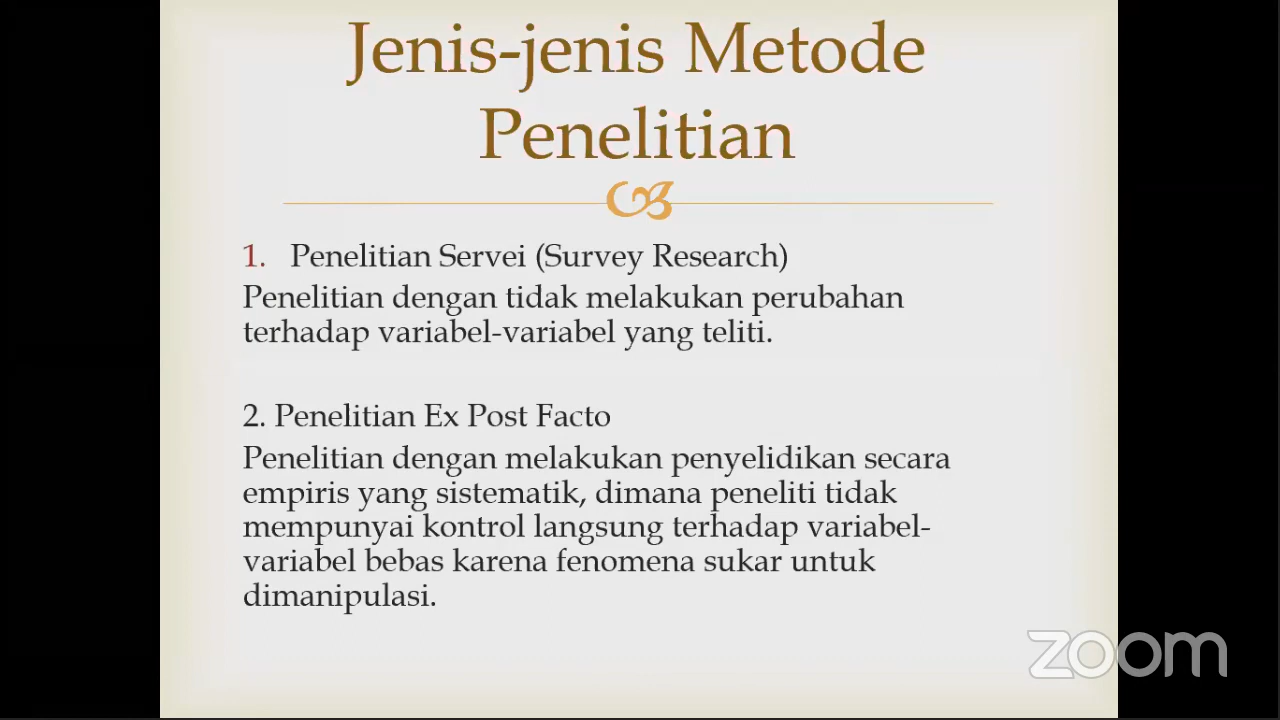 Jenis-jenis Metode
Penelitian
1. Penelitian Servei (Survey Research)
Penelitian dengan tidak melakukan perubahan
terhadap variabel-variabel yang teliti.
2. Penelitian Ex Post Facto
Penelitian dengan melakukan penyelidikan secara
empiris yang sistematik, dimana peneliti tidak
mempunyai kontrol langsung terhadap variabel-
variabel bebas karena fenomena sukar untuk
dimanipulasi.
zoom